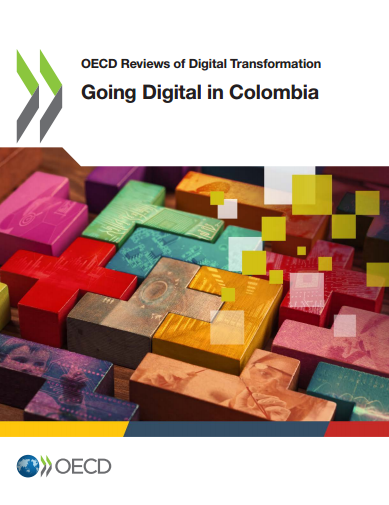 OECD Reviews of Digital Transformation
Going Digital in Colombia
OECD